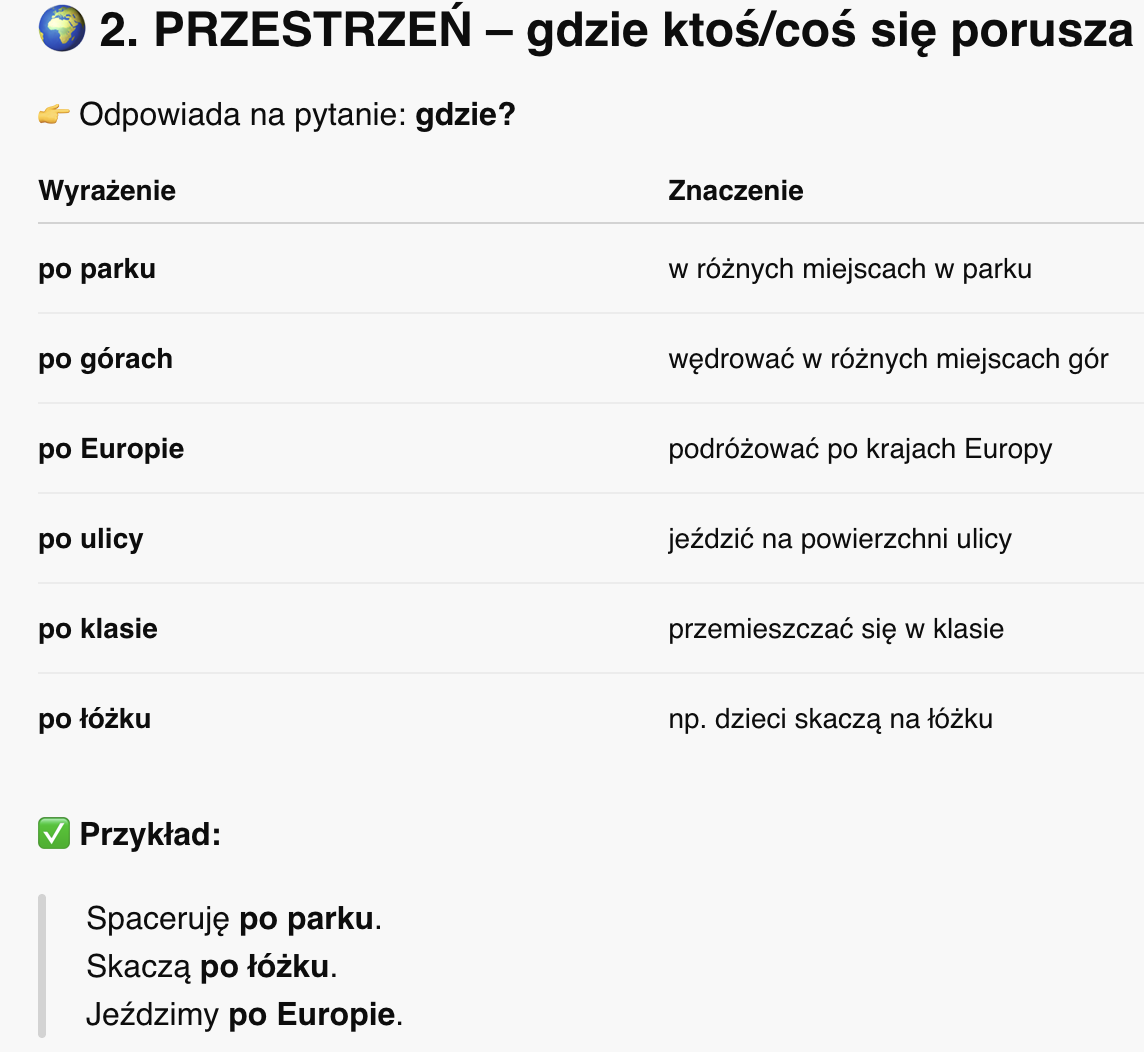 🌍 2. PRZESTRZEŃ – gdzie ktoś/coś się porusza
👉 Odpowiada na pytanie: gdzie?
Wyrażenie Znaczenie
po parku w różnych miejscach w parku
po górach wędrować w różnych miejscach gór
po Europie podróżować po krajach Europy
po ulicy jeździć na powierzchni ulicy
po klasie przemieszczać się w klasie
po łóżku np. dzieci skaczą na łóżku
✅ Przykład:
Spaceruję po parku.
Skaczą po łóżku.
Jeździmy po Europie.